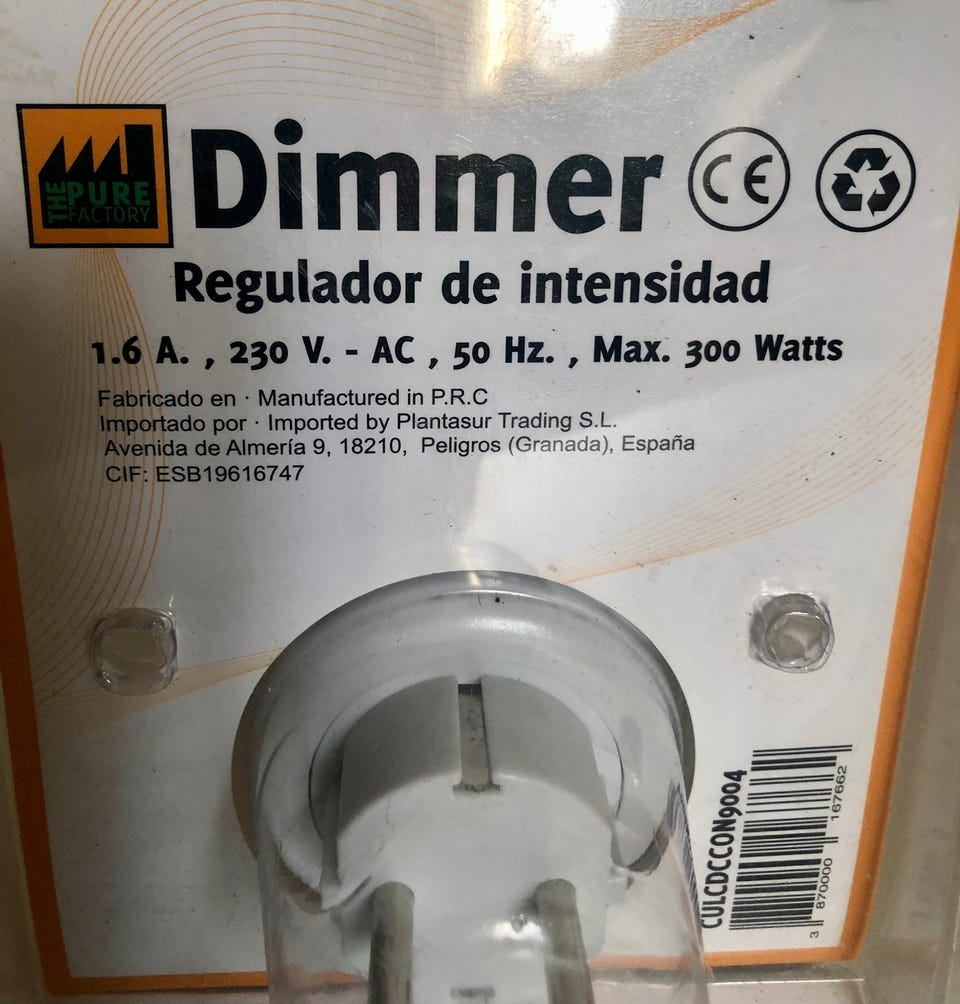 THE PURE FACTORY
Dimmer
CE
Regulador de intensidad
1.6 A. , 230 V. - AC , 50 Hz. , Max. 300 Watts
Fabricado en · Manufactured in P.R.C
Importado por · Imported by Plantasur Trading S.L.
Avenida de Almería 9, 18210, Peligros (Granada), España
CIF: ESB19616747
CULCDCCON9004
3 870000 167662